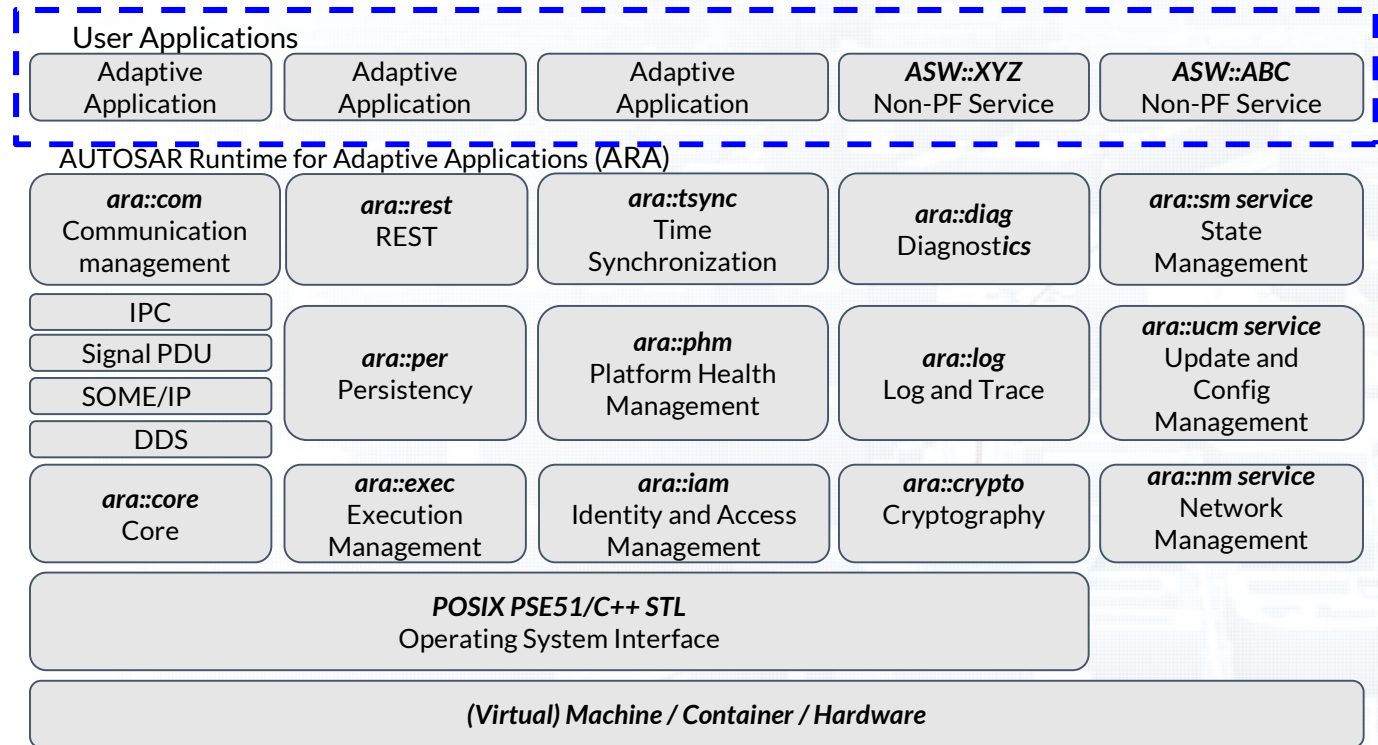 User Applications
Adaptive
Application
Adaptive
Application
Adaptive
Application
ASW::XYZ
Non-PF Service
ASW::ABC
Non-PF Service
AUTOSAR Runtime for Adaptive Applications (ARA)
ara::com
Communication
management
ara::rest
REST
ara::tsync
Time
Synchronization
ara::diag
Diagnostics
ara::sm service
State
Management
IPC
Signal PDU
SOME/IP
DDS
ara::per
Persistency
ara::phm
Platform Health
Management
ara::log
Log and Trace
ara::ucm service
Update and
Config
Management
ara::core
Core
ara::exec
Execution
Management
ara::iam
Identity and Access
Management
ara::crypto
Cryptography
ara::nm service
Network
Management
POSIX PSE51/C++ STL
Operating System Interface
(Virtual) Machine / Container / Hardware